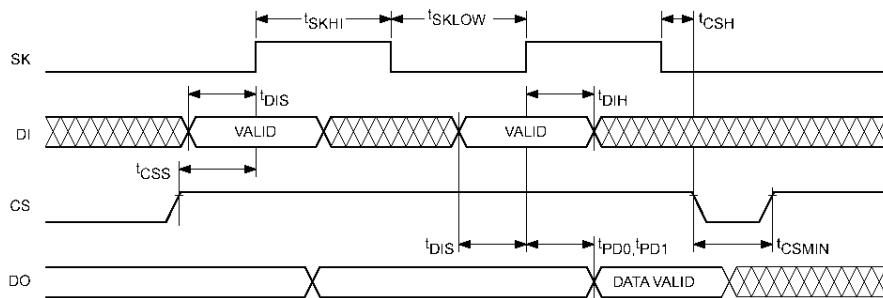 tSKHI tSKLOW tCSH
SK
tDIS tDIH
DI VALID VALID
tCSS
CS
tDIS tPD0,tPD1 tCSMIN
DO DATA VALID